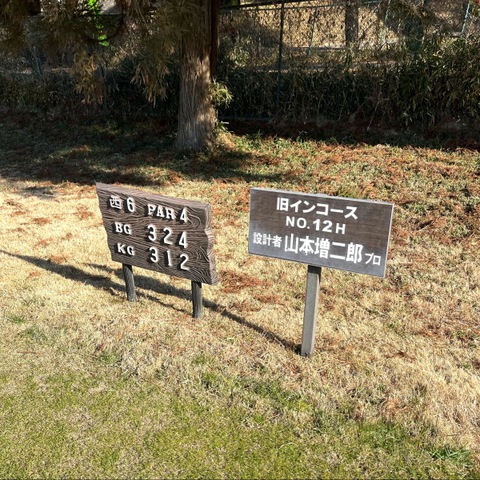 西6 PAR4
BG 324
KG 312
旧インコース
NO.12H
設計者 山本増二郎プロ